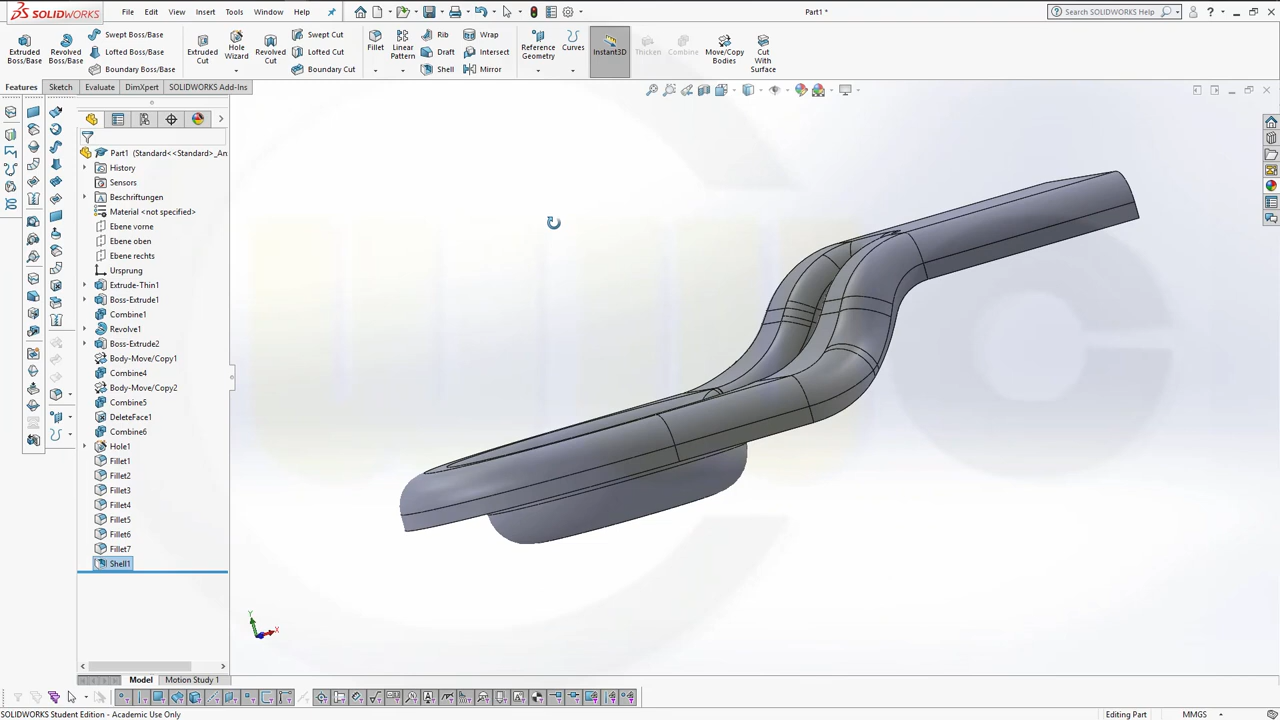 SOLIDWORKS File Edit View Insert Tools Window Help Part1 * Search SOLIDWORKS Help
Extruded Boss/Base
Revolved Boss/Base
Swept Boss/Base
Lofted Boss/Base
Boundary Boss/Base
Extruded Cut
Hole Wizard
Revolved Cut
Swept Cut
Lofted Cut
Boundary Cut
Fillet
Linear Pattern
Rib
Draft
Shell
Wrap
Intersect
Mirror
Reference Geometry
Curves
Instant3D
Thicken
Combine
Move/Copy Bodies
Cut With Surface
Features Sketch Evaluate DimXpert SOLIDWORKS Add-Ins
Part1 (Standard<<Standard>_An
History
Sensors
Beschriftungen
Material <not specified>
Ebene vorne
Ebene oben
Ebene rechts
Ursprung
Extrude-Thin1
Boss-Extrude1
Combine1
Revolve1
Boss-Extrude2
Body-Move/Copy1
Combine4
Body-Move/Copy2
Combine5
DeleteFace1
Combine6
Hole1
Fillet1
Fillet2
Fillet3
Fillet4
Fillet5
Fillet6
Fillet7
Shell1
Y
X
Model Motion Study 1
SOLIDWORKS Student Edition - Academic Use Only Editing Part MMGS